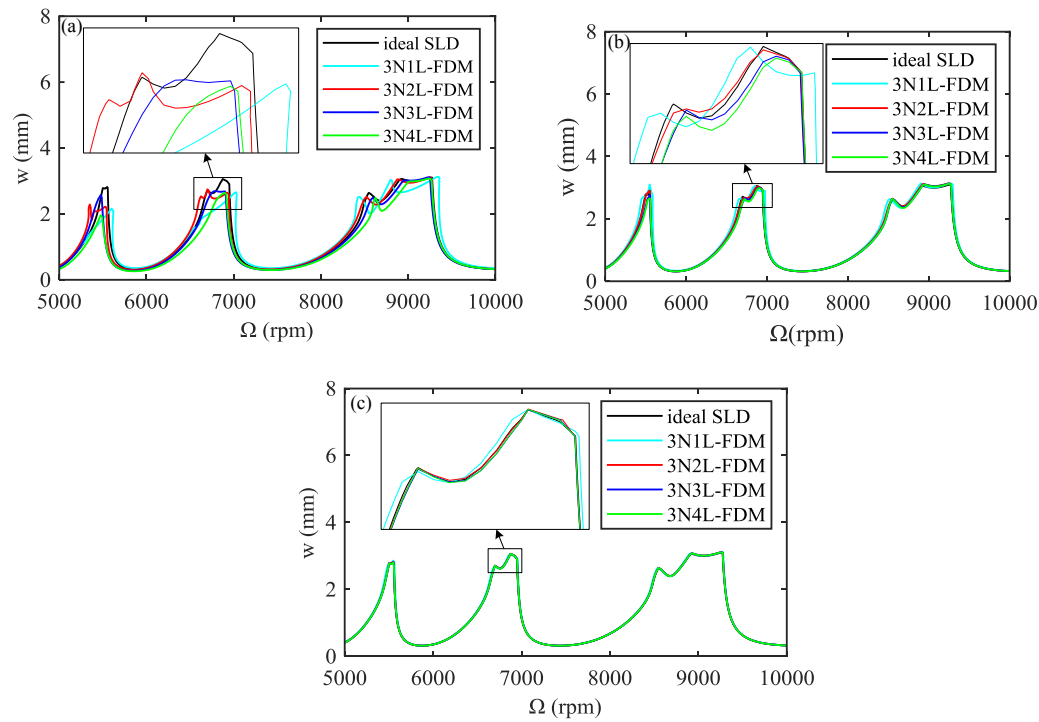 (a)
8
6
4
2
0
w (mm)
5000 6000 7000 8000 9000 10000
Ω (rpm)
ideal SLD
3N1L-FDM
3N2L-FDM
3N3L-FDM
3N4L-FDM
(b)
8
6
4
2
0
w (mm)
5000 6000 7000 8000 9000 10000
Ω(rpm)
ideal SLD
3N1L-FDM
3N2L-FDM
3N3L-FDM
3N4L-FDM
(c)
8
6
4
2
0
w (mm)
5000 6000 7000 8000 9000 10000
Ω (rpm)
ideal SLD
3N1L-FDM
3N2L-FDM
3N3L-FDM
3N4L-FDM